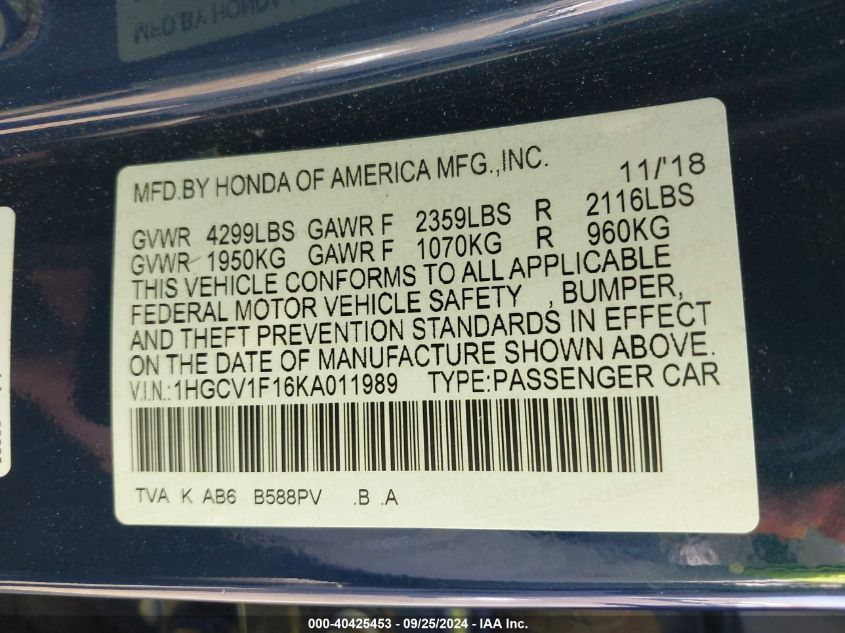 MFD.BY HONDA OF AMERICA MFG.,INC. 11/'18
GVWR 4299LBS GAWR F 2359LBS R 2116LBS
GVWR 1950KG GAWR F 1070KG R 960KG
THIS VEHICLE CONFORMS TO ALL APPLICABLE
FEDERAL MOTOR VEHICLE SAFETY , BUMPER,
AND THEFT PREVENTION STANDARDS IN EFFECT
ON THE DATE OF MANUFACTURE SHOWN ABOVE.
V.I.N.:1HGCV1F16KA011989 TYPE:PASSENGER CAR
TVA K AB6 B588PV .B .A
000-40425453 - 09/25/2024 - IAA Inc.